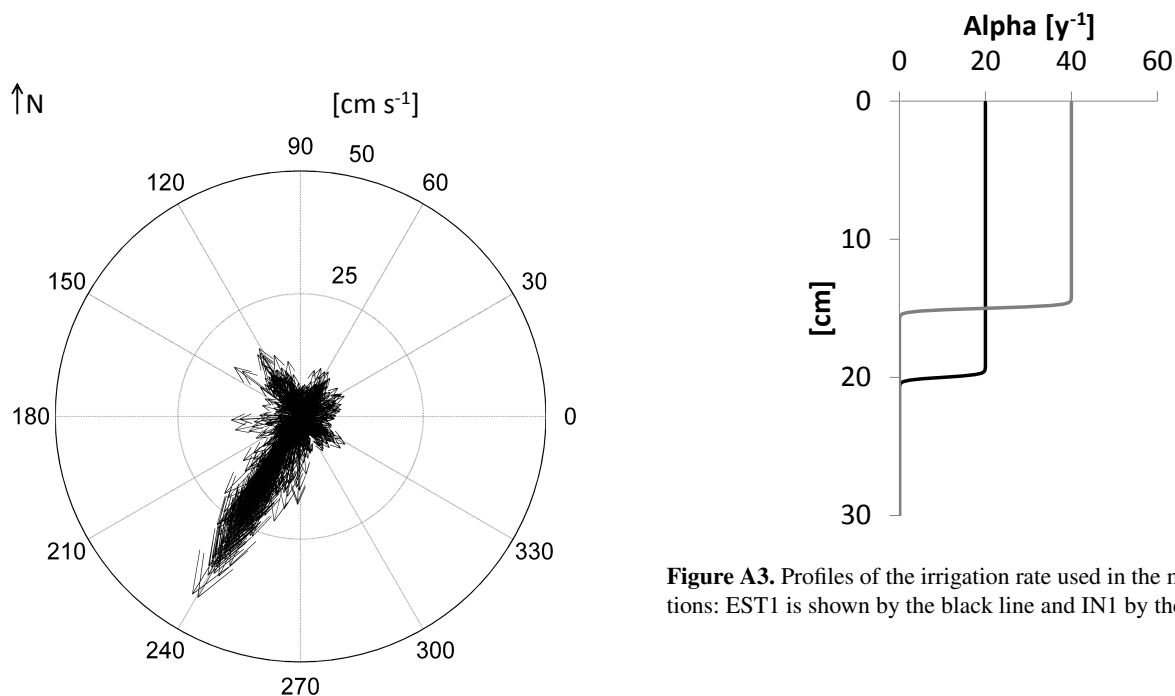 ↑N
[cm s⁻¹]
90
50
120
60
150
25
30
180
0
210
330
240
300
270
Alpha [y⁻¹]
0 20 40 60
0
10
[cm]
20
30
Figure A3. Profiles of the irrigation rate used in the
tions: EST1 is shown by the black line and IN1 by the